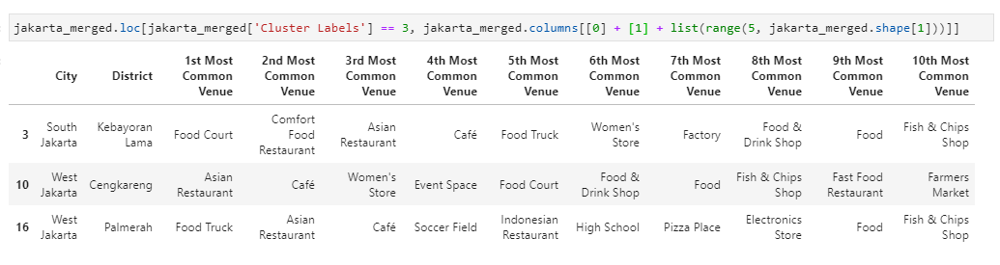 jakarta_merged.loc[jakarta_merged['Cluster Labels'] == 3, jakarta_merged.columns[[0] + [1] + list(range(5, jakarta_merged.shape[1]))]]
City District 1st Most Common Venue 2nd Most Common Venue 3rd Most Common Venue 4th Most Common Venue 5th Most Common Venue 6th Most Common Venue 7th Most Common Venue 8th Most Common Venue 9th Most Common Venue 10th Most Common Venue
3 South Jakarta Kebayoran Lama Food Court Comfort Food Restaurant Asian Restaurant Café Food Truck Women's Store Factory Food & Drink Shop Food Fish & Chips Shop
10 West Jakarta Cengkareng Asian Restaurant Café Women's Store Event Space Food Court Food & Drink Shop Food Fish & Chips Shop Fast Food Restaurant Farmers Market
16 West Jakarta Palmerah Food Truck Asian Restaurant Café Soccer Field Indonesian Restaurant High School Pizza Place Electronics Store Food Fish & Chips Shop